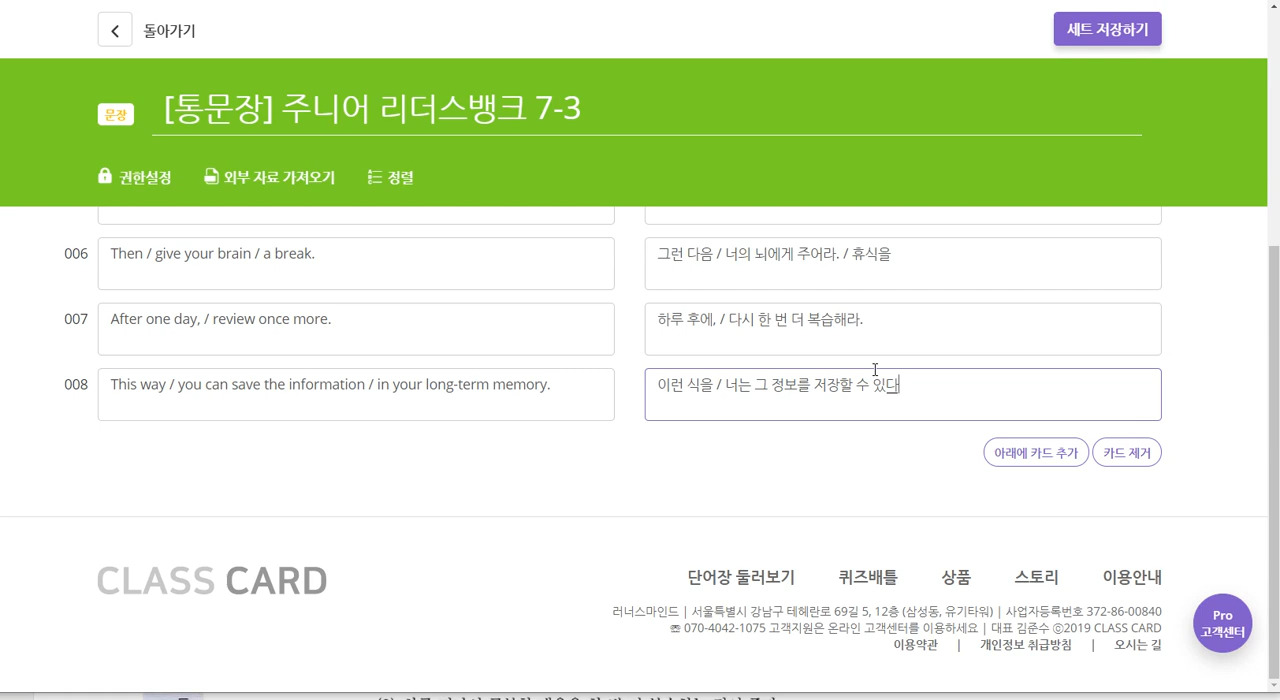 돌아가기
세트 저장하기
문장 [통문장] 주니어 리더스뱅크 7-3
권한설정 외부 자료 가져오기 정렬
006 Then / give your brain / a break. 그런 다음 / 너의 뇌에게 주어라. / 휴식을
007 After one day, / review once more. 하루 후에, / 다시 한 번 더 복습해라.
008 This way / you can save the information / in your long-term memory. 이런 식을 / 너는 그 정보를 저장할 수 있다
아래에 카드 추가 카드 제거
CLASS CARD
단어장 둘러보기 퀴즈배틀 상품 스토리 이용안내
러너스마인드 | 서울특별시 강남구 테헤란로 69길 5, 12층 (삼성동, 유기타워) | 사업자등록번호 372-86-00840
☎ 070-4042-1075 고객지원은 온라인 고객센터를 이용하세요 | 대표 김준수 ⓒ2019 CLASS CARD
이용약관 | 개인정보 취급방침 | 오시는 길
Pro
고객센터